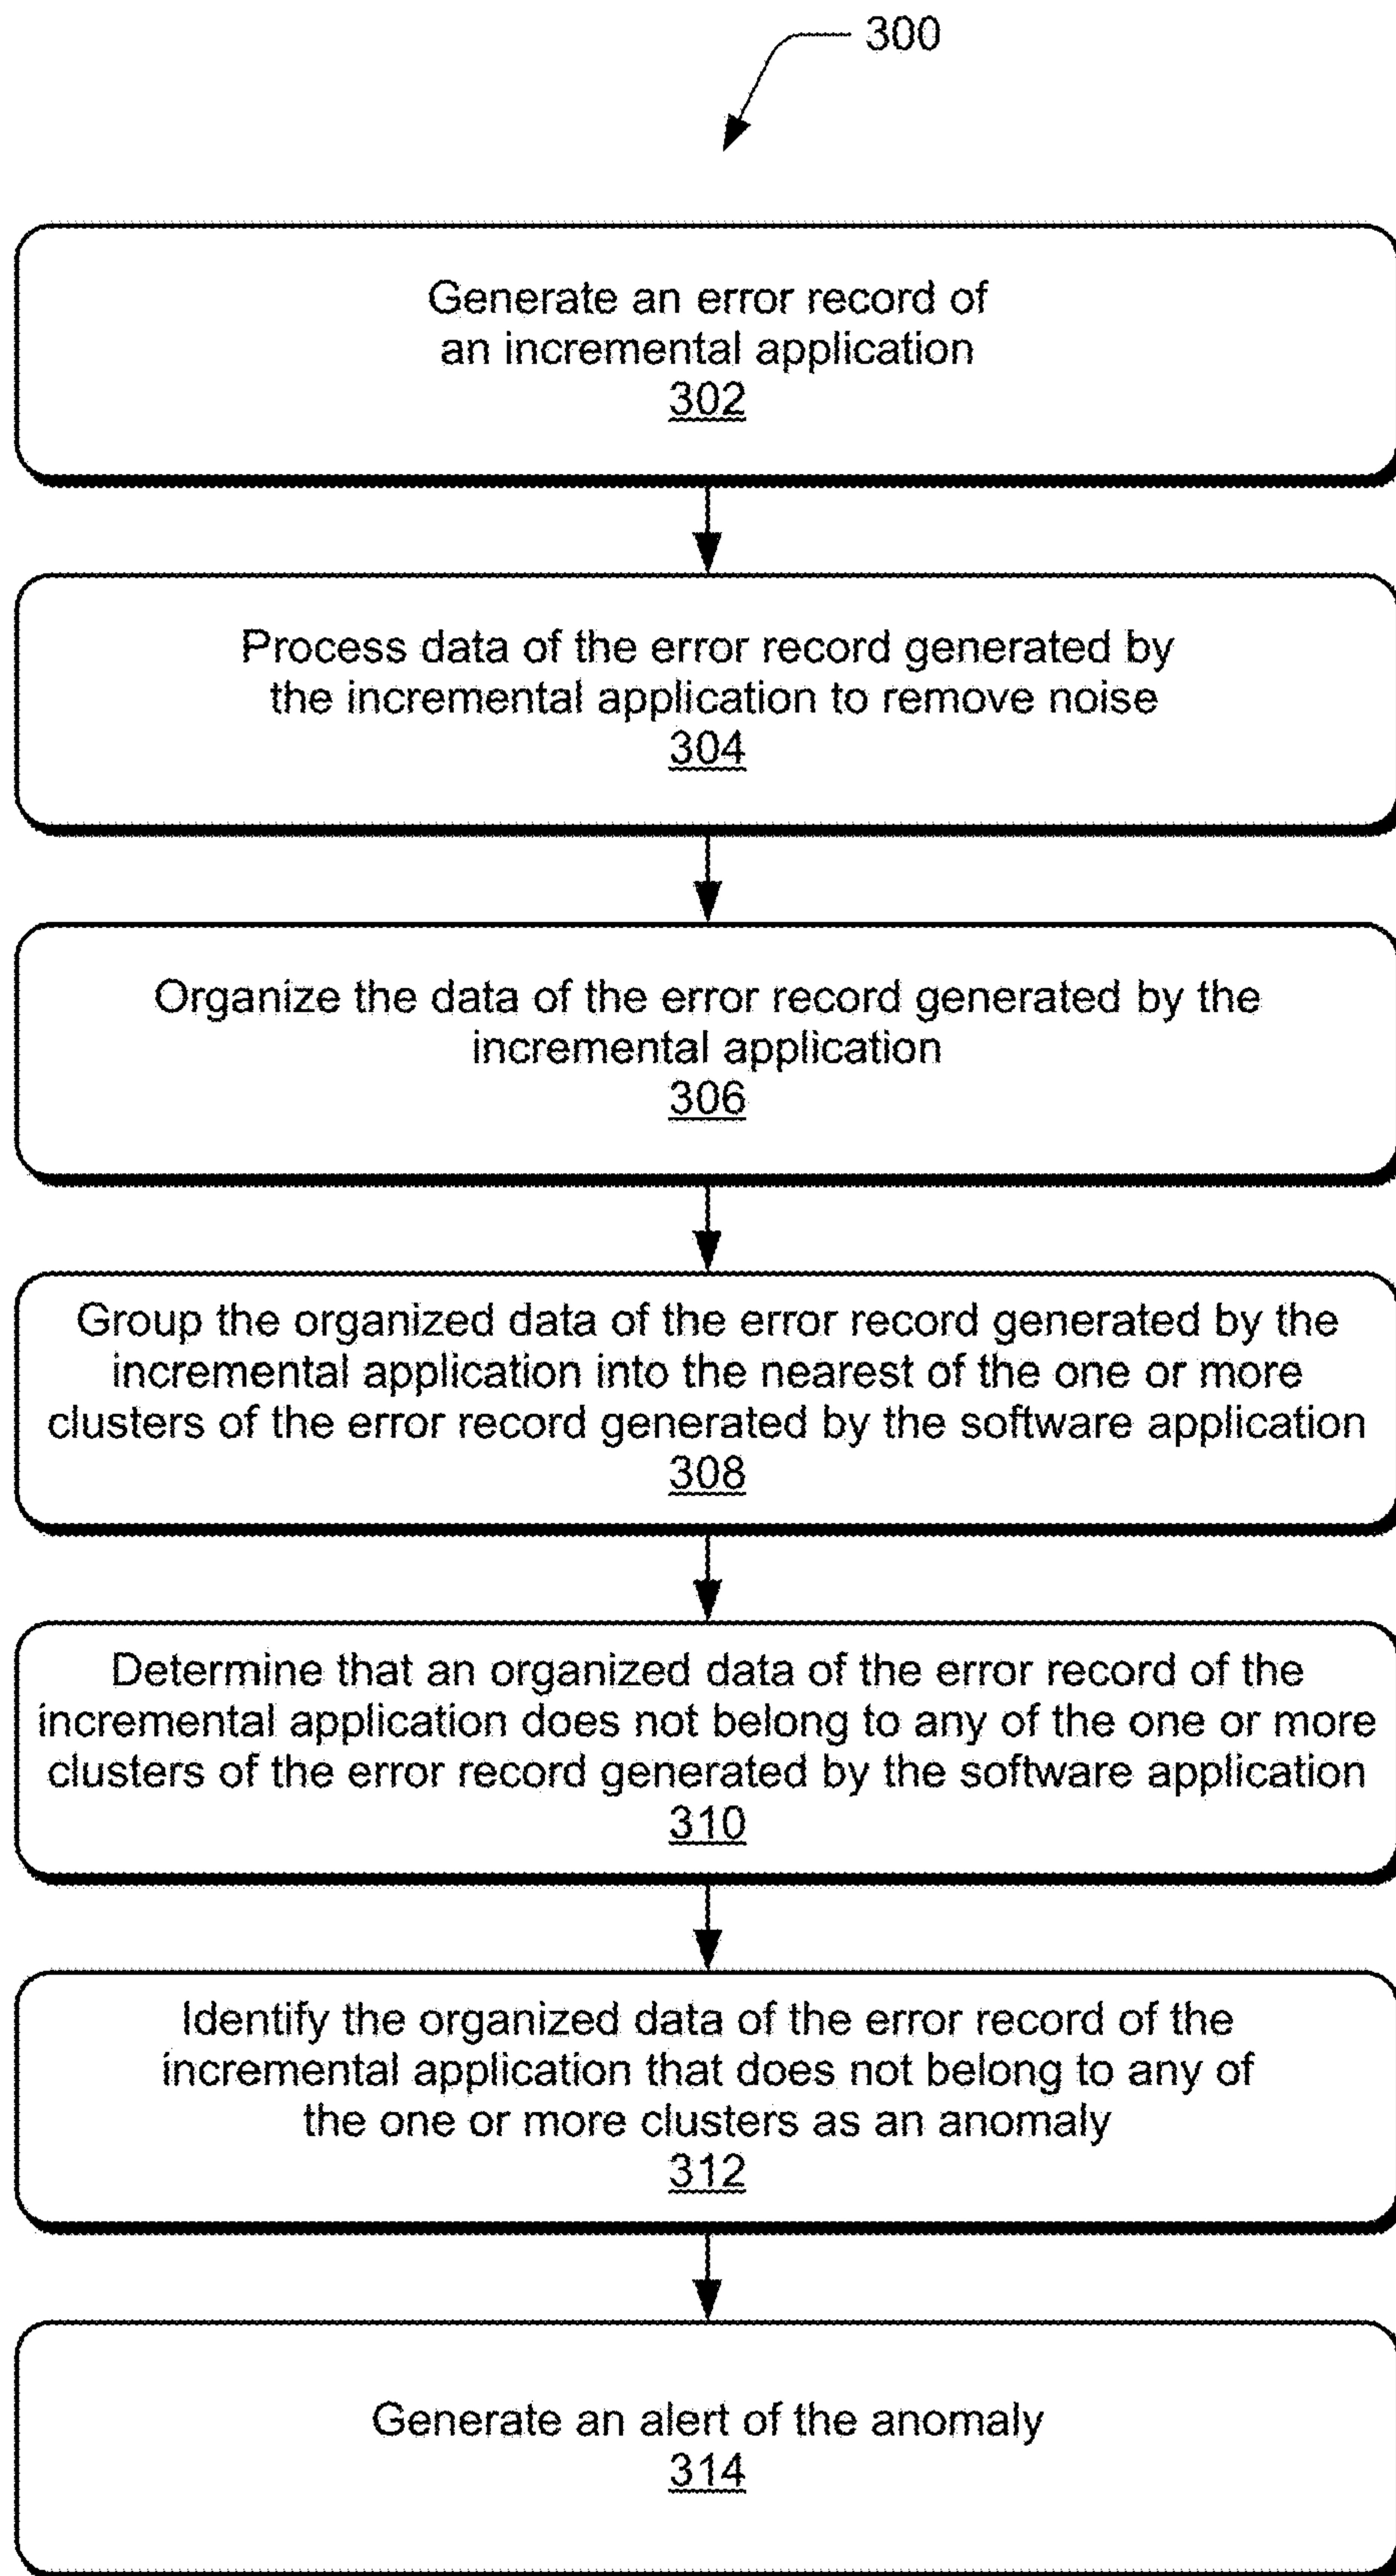 300
Generate an error record of
an incremental application
302
Process data of the error record generated by
the incremental application to remove noise
304
Organize the data of the error record generated by the
incremental application
306
Group the organized data of the error record generated by the
incremental application into the nearest of the one or more
clusters of the error record generated by the software application
308
Determine that an organized data of the error record of the
incremental application does not belong to any of the one or more
clusters of the error record generated by the software application
310
Identify the organized data of the error record of the
incremental application that does not belong to any of
the one or more clusters as an anomaly
312
Generate an alert of the anomaly
314